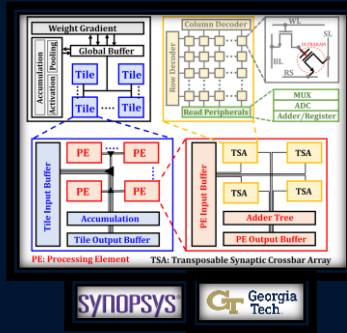 Weight Gradient
Global Buffer
Accumulation
Activation Pooling
Tile Tile
Tile Tile
Column Decoder
Row Decoder
Read Peripherals
WL
SL
BL
RS
ULTRARAM
MUX
ADC
Adder/Register
Tile Input Buffer
PE PE
PE PE
Accumulation
Tile Output Buffer
PE Input Buffer
TSA TSA
TSA TSA
Adder Tree
PE Output Buffer
PE: Processing Element
TSA: Transposable Synaptic Crossbar Array
SYNOPSYS
GT Georgia
Tech